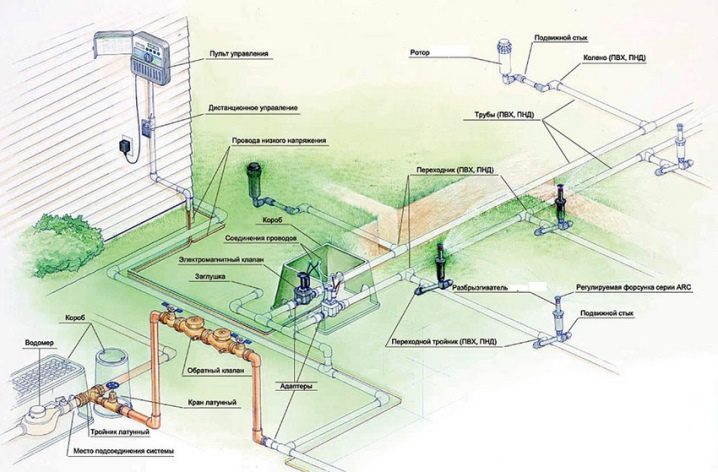 Пульт управления
Дистанционное управление
Провода низкого напряжения
Ротор
Подвижной стык
Колено (ПВХ, ПНД)
Трубы (ПВХ, ПНД)
Переходник (ПВХ, ПНД)
Короб
Соединения проводов
Электромагнитный клапан
Заглушка
Разбрызгиватель
Регулируемая форсунка серии ARC
Подвижной стык
Переходной тройник (ПВХ, ПНД)
Адаптеры
Короб
Водомер
Обратный клапан
Кран латунный
Тройник латунный
Место подсоединения системы